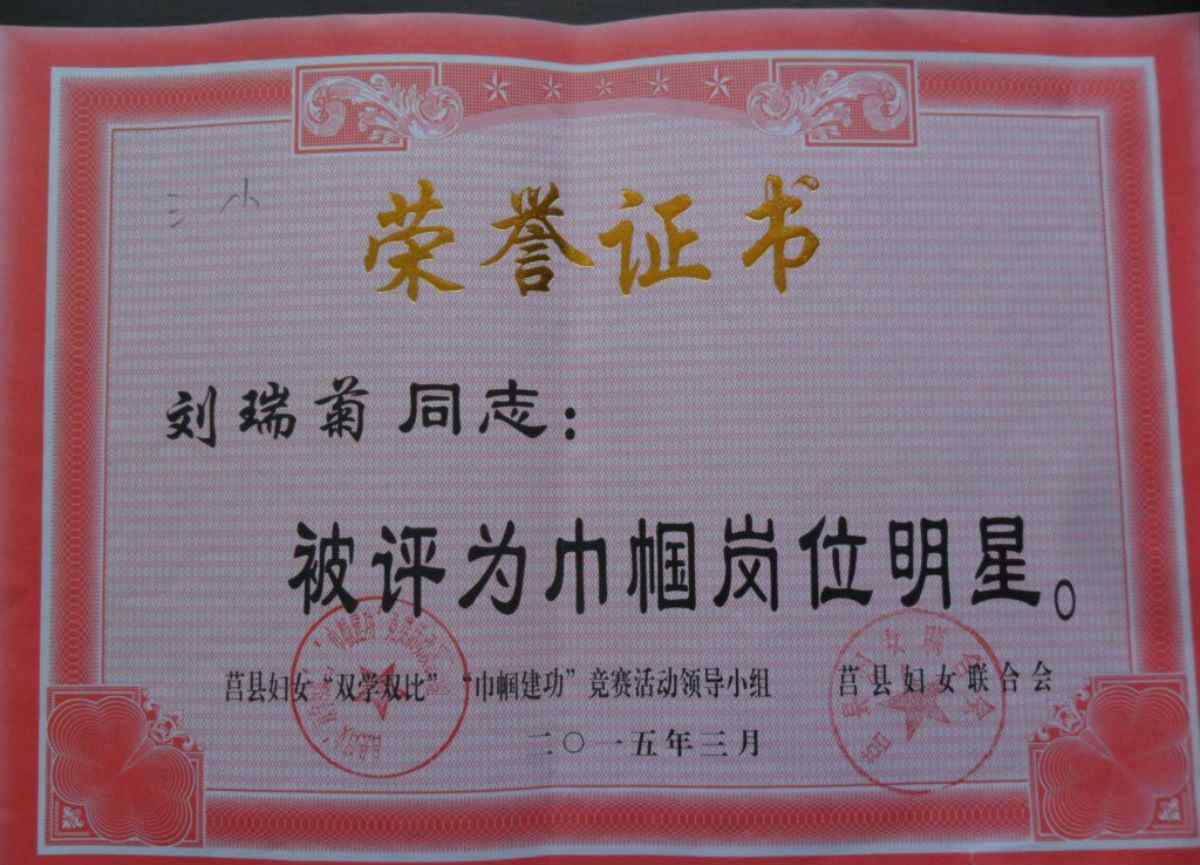 荣誉证书
刘瑞菊同志：
被评为巾帼岗位明星。
莒县妇女“双学双比”“巾帼建功”竞赛活动领导小组 莒县妇女联合会
二〇一五年三月